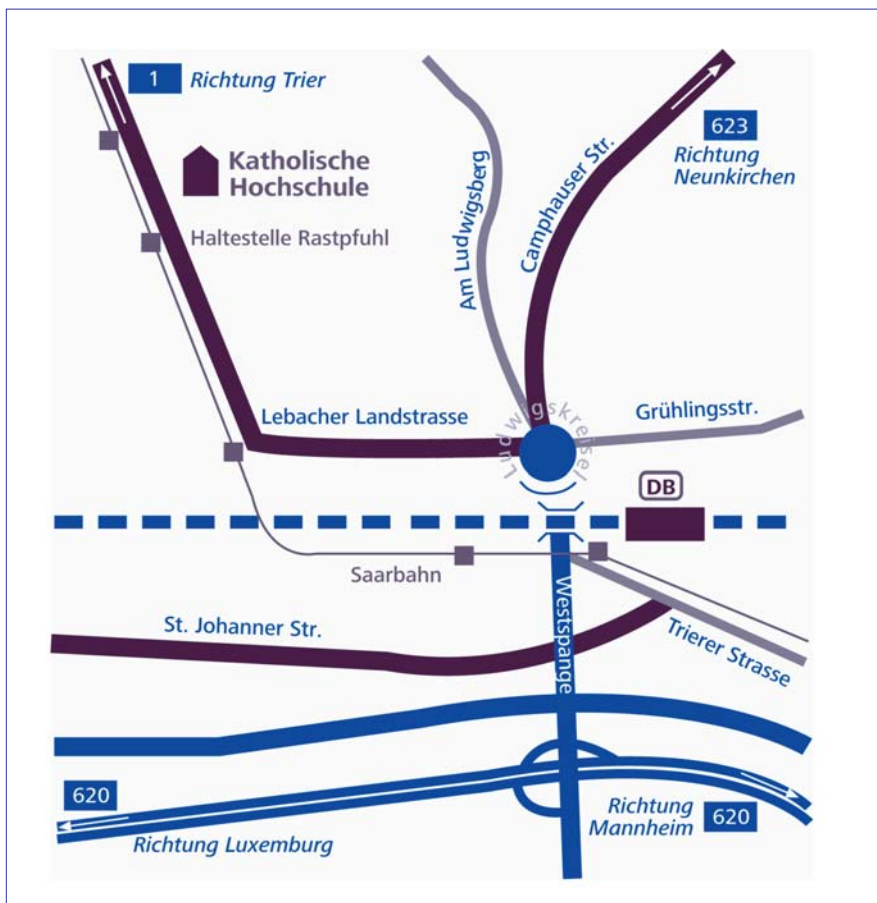 1
Richtung Trier
623
Richtung
Neunkirchen
Katholische
Hochschule
Haltestelle Rastpfuhl
Am Ludwigsberg
Camphauser Str.
Lebacher Landstrasse
Ludwigskreisel
Grühlingsstr.
DB
Saarbahn
St. Johanner Str.
Westspange
Trierer Strasse
620
Richtung Luxemburg
Richtung
Mannheim
620